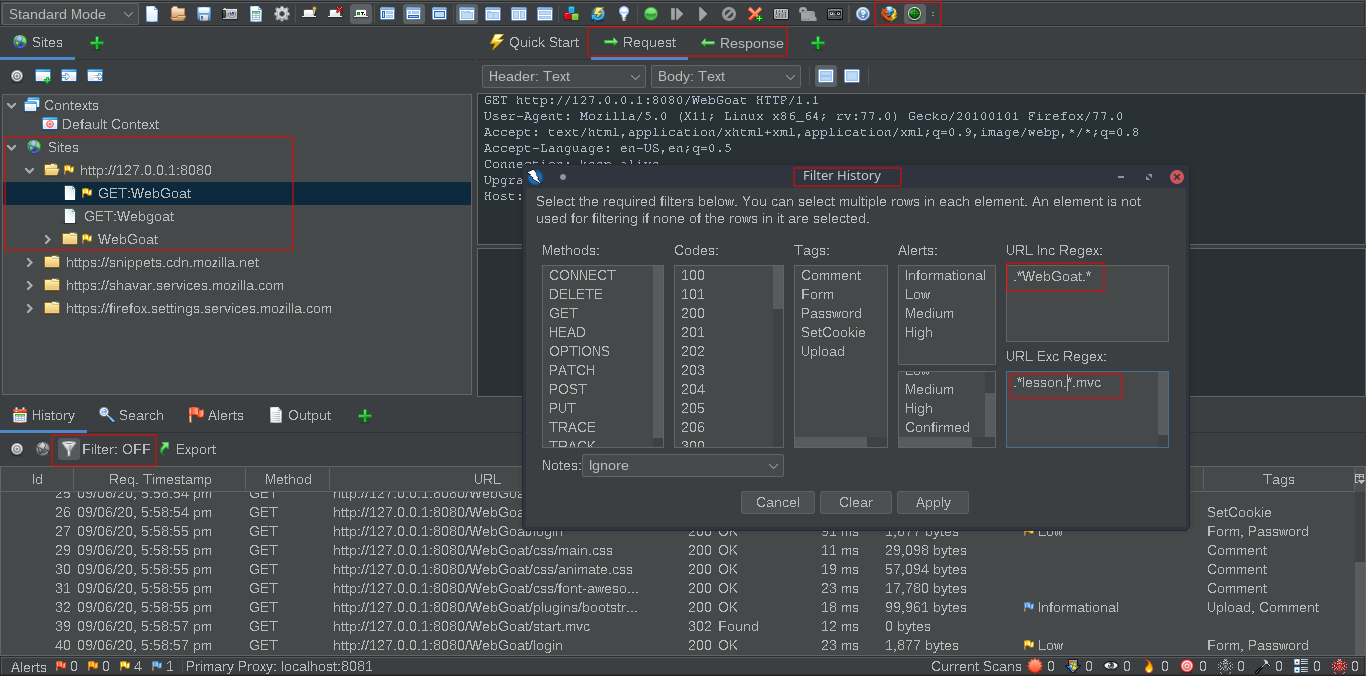 Standard Mode
Sites
Quick Start
Request
Response
Header: Text
Body: Text
Contexts
Default Context
Sites
http://127.0.0.1:8080
GET:WebGoat
GET:Webgoat
WebGoat
https://snippets.cdn.mozilla.net
https://shavar.services.mozilla.com
https://firefox.settings.services.mozilla.com
GET http://127.0.0.1:8080/WebGoat HTTP/1.1
User-Agent: Mozilla/5.0 (X11; Linux x86_64; rv:77.0) Gecko/20100101 Firefox/77.0
Accept: text/html,application/xhtml+xml,application/xml;q=0.9,image/webp,*/*;q=0.8
Accept-Language: en-US,en;q=0.5
Connection: keep-alive
Upgra
Host:
Filter History
Select the required filters below. You can select multiple rows in each element. An element is not
used for filtering if none of the rows in it are selected.
Methods:
CONNECT
DELETE
GET
HEAD
OPTIONS
PATCH
POST
PUT
TRACE
TRACK
Codes:
100
101
200
201
202
203
204
205
206
300
Tags:
Comment
Form
Password
SetCookie
Upload
Alerts:
Informational
Low
Medium
High
Low
Medium
High
Confirmed
URL Inc Regex:
.*WebGoat.*
URL Exc Regex:
.*lesson.*.mvc
Notes: Ignore
Cancel Clear Apply
History
Search
Alerts
Output
Filter: OFF
Export
Id Req. Timestamp Method URL Tags
25 09/06/20, 5:58:54 pm GET http://127.0.0.1:8080/WebGoa
26 09/06/20, 5:58:54 pm GET http://127.0.0.1:8080/WebGoa SetCookie
27 09/06/20, 5:58:55 pm GET http://127.0.0.1:8080/WebGoat/login 200 OK 91 ms 1,877 bytes Low Form, Password
29 09/06/20, 5:58:55 pm GET http://127.0.0.1:8080/WebGoat/css/main.css 200 OK 11 ms 29,098 bytes Comment
30 09/06/20, 5:58:55 pm GET http://127.0.0.1:8080/WebGoat/css/animate.css 200 OK 19 ms 57,094 bytes Comment
31 09/06/20, 5:58:55 pm GET http://127.0.0.1:8080/WebGoat/css/font-aweso... 200 OK 23 ms 17,780 bytes Comment
32 09/06/20, 5:58:55 pm GET http://127.0.0.1:8080/WebGoat/plugins/bootstr... 200 OK 18 ms 99,961 bytes Informational Upload, Comment
39 09/06/20, 5:58:57 pm GET http://127.0.0.1:8080/WebGoat/start.mvc 302 Found 12 ms 0 bytes
40 09/06/20, 5:58:57 pm GET http://127.0.0.1:8080/WebGoat/login 200 OK 23 ms 1,877 bytes Low Form, Password
Alerts 0 0 4 1 Primary Proxy: localhost:8081 Current Scans 0 0 0 0 0 0 0 0 0